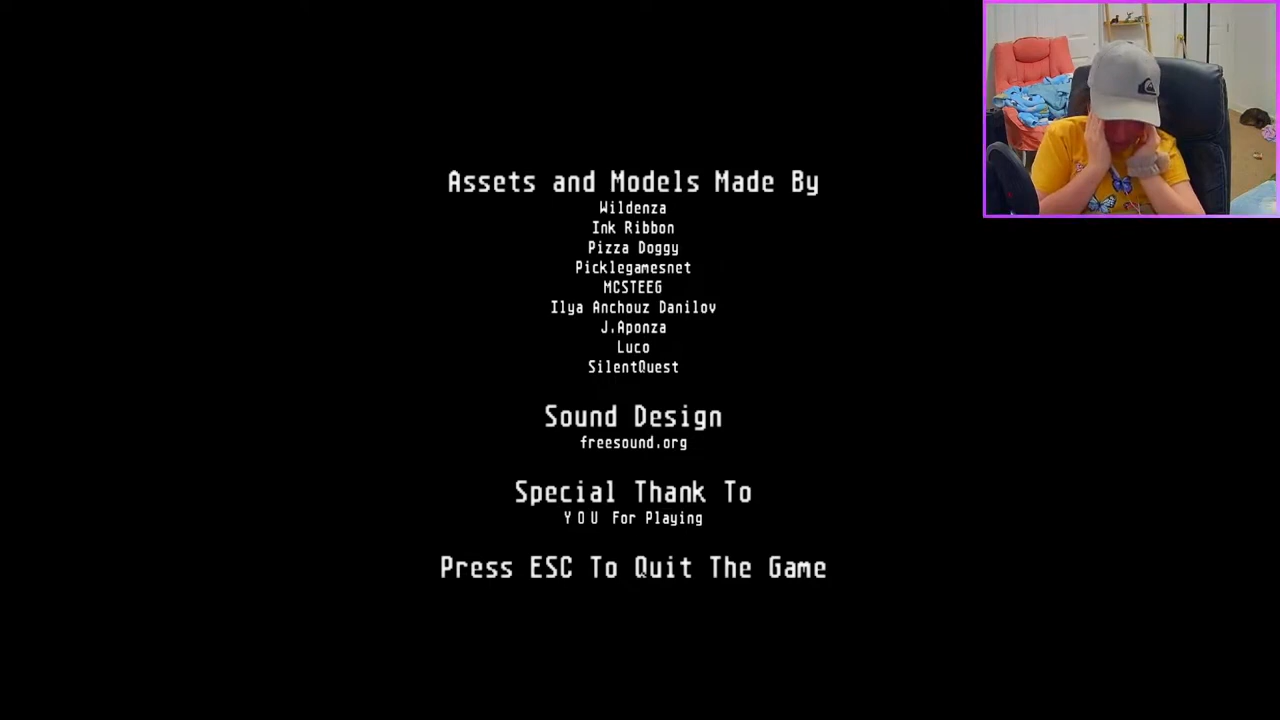 Assets and Models Made By
Wildenza
Ink Ribbon
Pizza Doggy
Picklegamesnet
MCSTEEG
Ilya Anchouz Danilov
J.Aponza
Luco
SilentQuest
Sound Design
freesound.org
Special Thank To
Y O U For Playing
Press ESC To Quit The Game